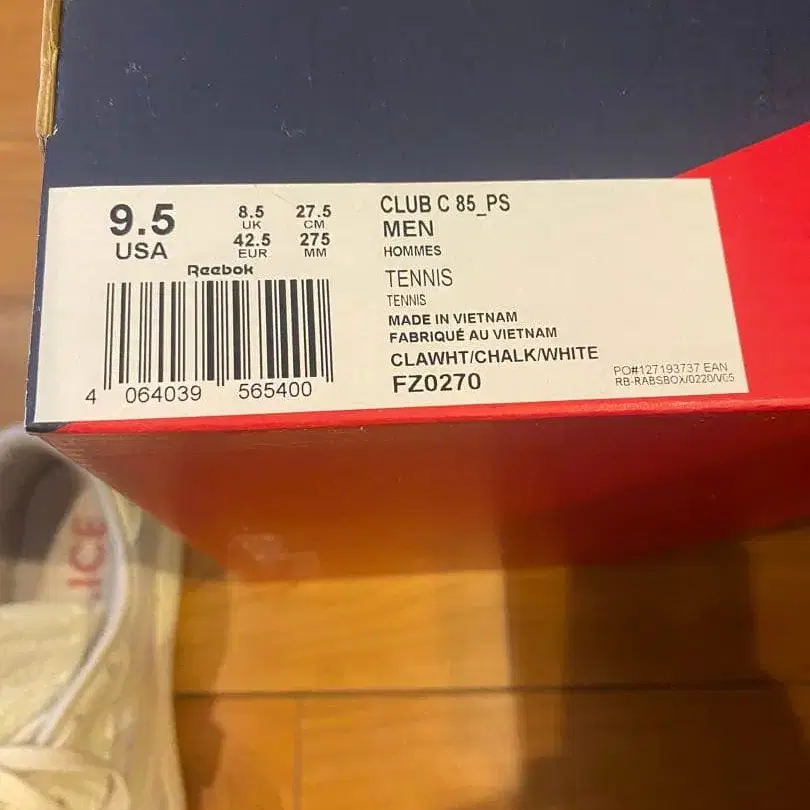 9.5
USA
8.5
UK
42.5
EUR
27.5
CM
275
MM
Reebok
4 064039 565400
CLUB C 85_PS
MEN
HOMMES
TENNIS
TENNIS
MADE IN VIETNAM
FABRIQUÉ AU VIETNAM
CLAWHT/CHALK/WHITE
FZ0270
PO#127193737 EAN
RB-RABSBOX/0220/V05
.ICE